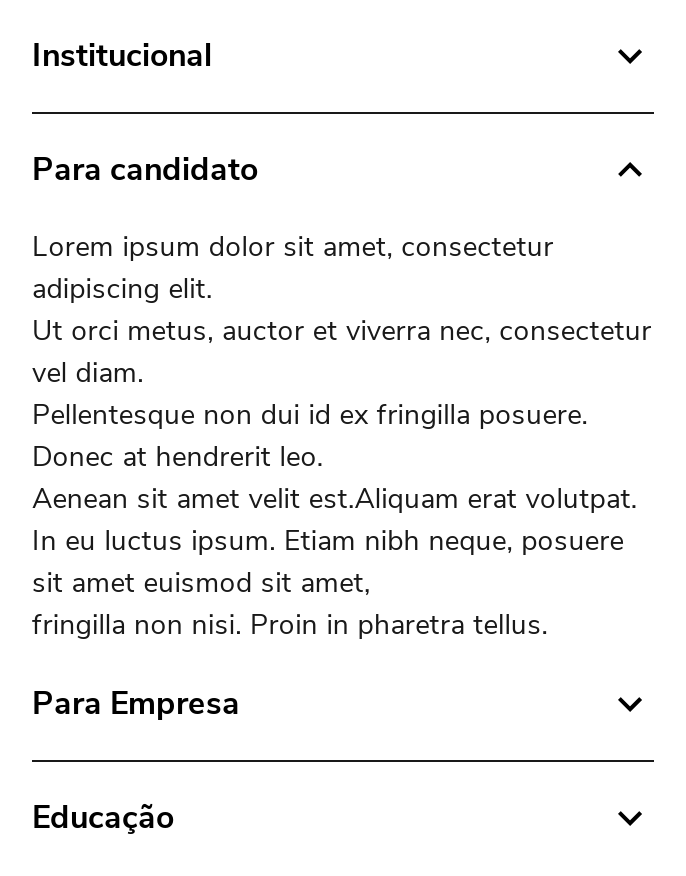 Institucional
Para candidato
Lorem ipsum dolor sit amet, consectetur
adipiscing elit.
Ut orci metus, auctor et viverra nec, consectetur
vel diam.
Pellentesque non dui id ex fringilla posuere.
Donec at hendrerit leo.
Aenean sit amet velit est.Aliquam erat volutpat.
In eu luctus ipsum. Etiam nibh neque, posuere
sit amet euismod sit amet,
fringilla non nisi. Proin in pharetra tellus.
Para Empresa
Educação